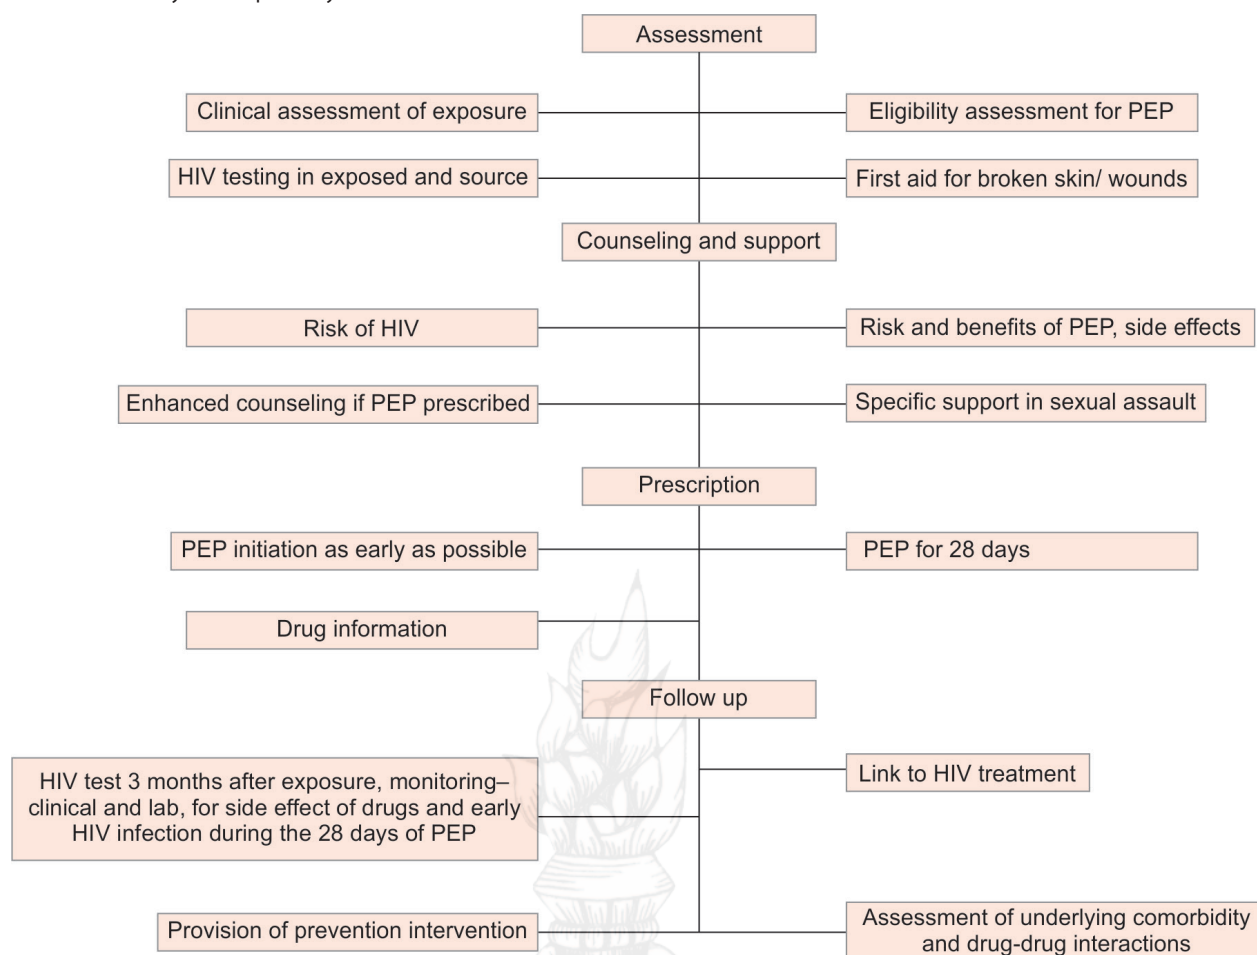 Assessment
Clinical assessment of exposure
Eligibility assessment for PEP
HIV testing in exposed and source
First aid for broken skin/ wounds
Counseling and support
Risk of HIV
Risk and benefits of PEP, side effects
Enhanced counseling if PEP prescribed
Specific support in sexual assault
Prescription
PEP initiation as early as possible
PEP for 28 days
Drug information
Follow up
HIV test 3 months after exposure, monitoring–
clinical and lab, for side effect of drugs and early
HIV infection during the 28 days of PEP
Link to HIV treatment
Provision of prevention intervention
Assessment of underlying comorbidity
and drug-drug interactions